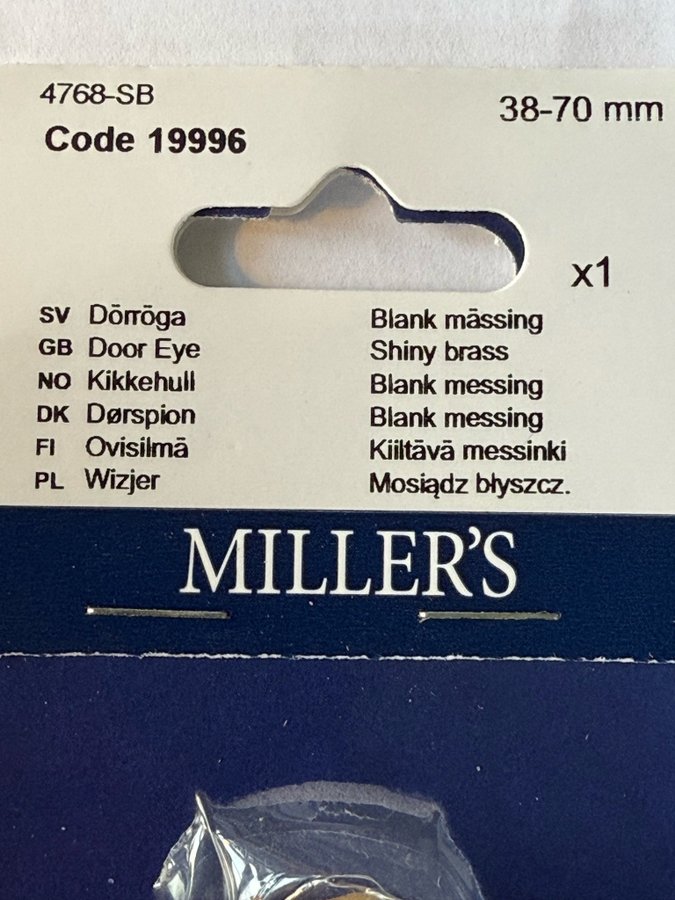 4768-SB
38-70 mm
Code 19996
x1
SV Dörröga Blank mässing
GB Door Eye Shiny brass
NO Kikkehull Blank messing
DK Dørspion Blank messing
FI Ovisilmä Kiiltävä messinki
PL Wizjer Mosiądz błyszcz.
MILLER'S